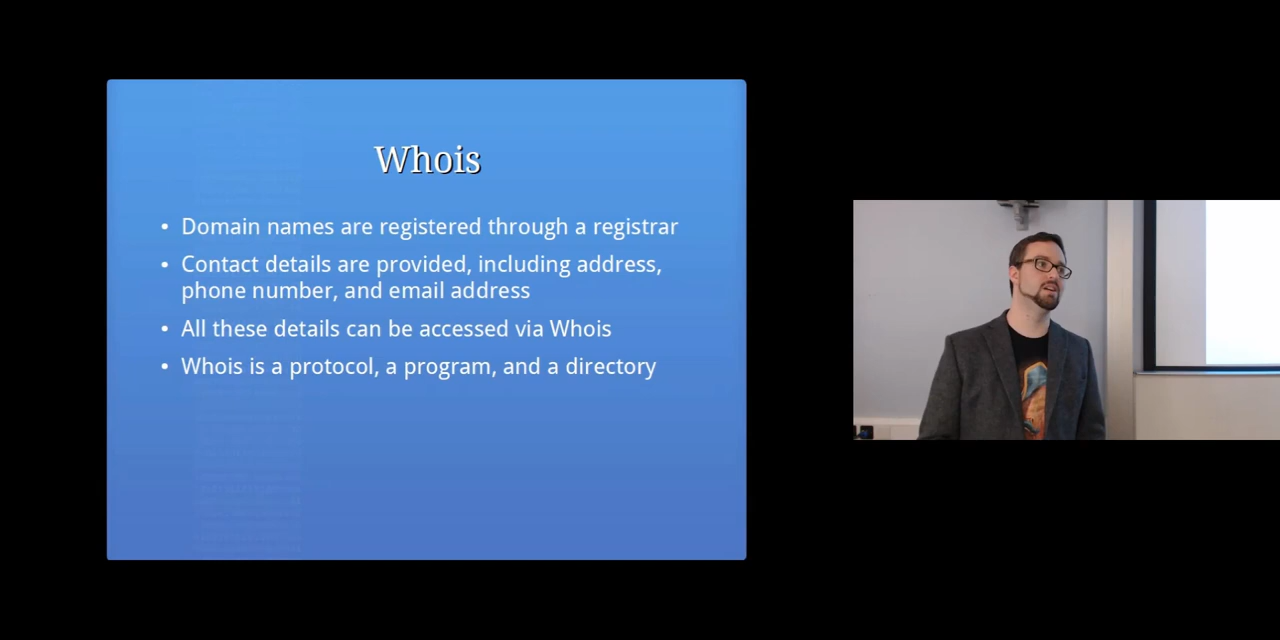 Whois
• Domain names are registered through a registrar
• Contact details are provided, including address,
phone number, and email address
• All these details can be accessed via Whois
• Whois is a protocol, a program, and a directory